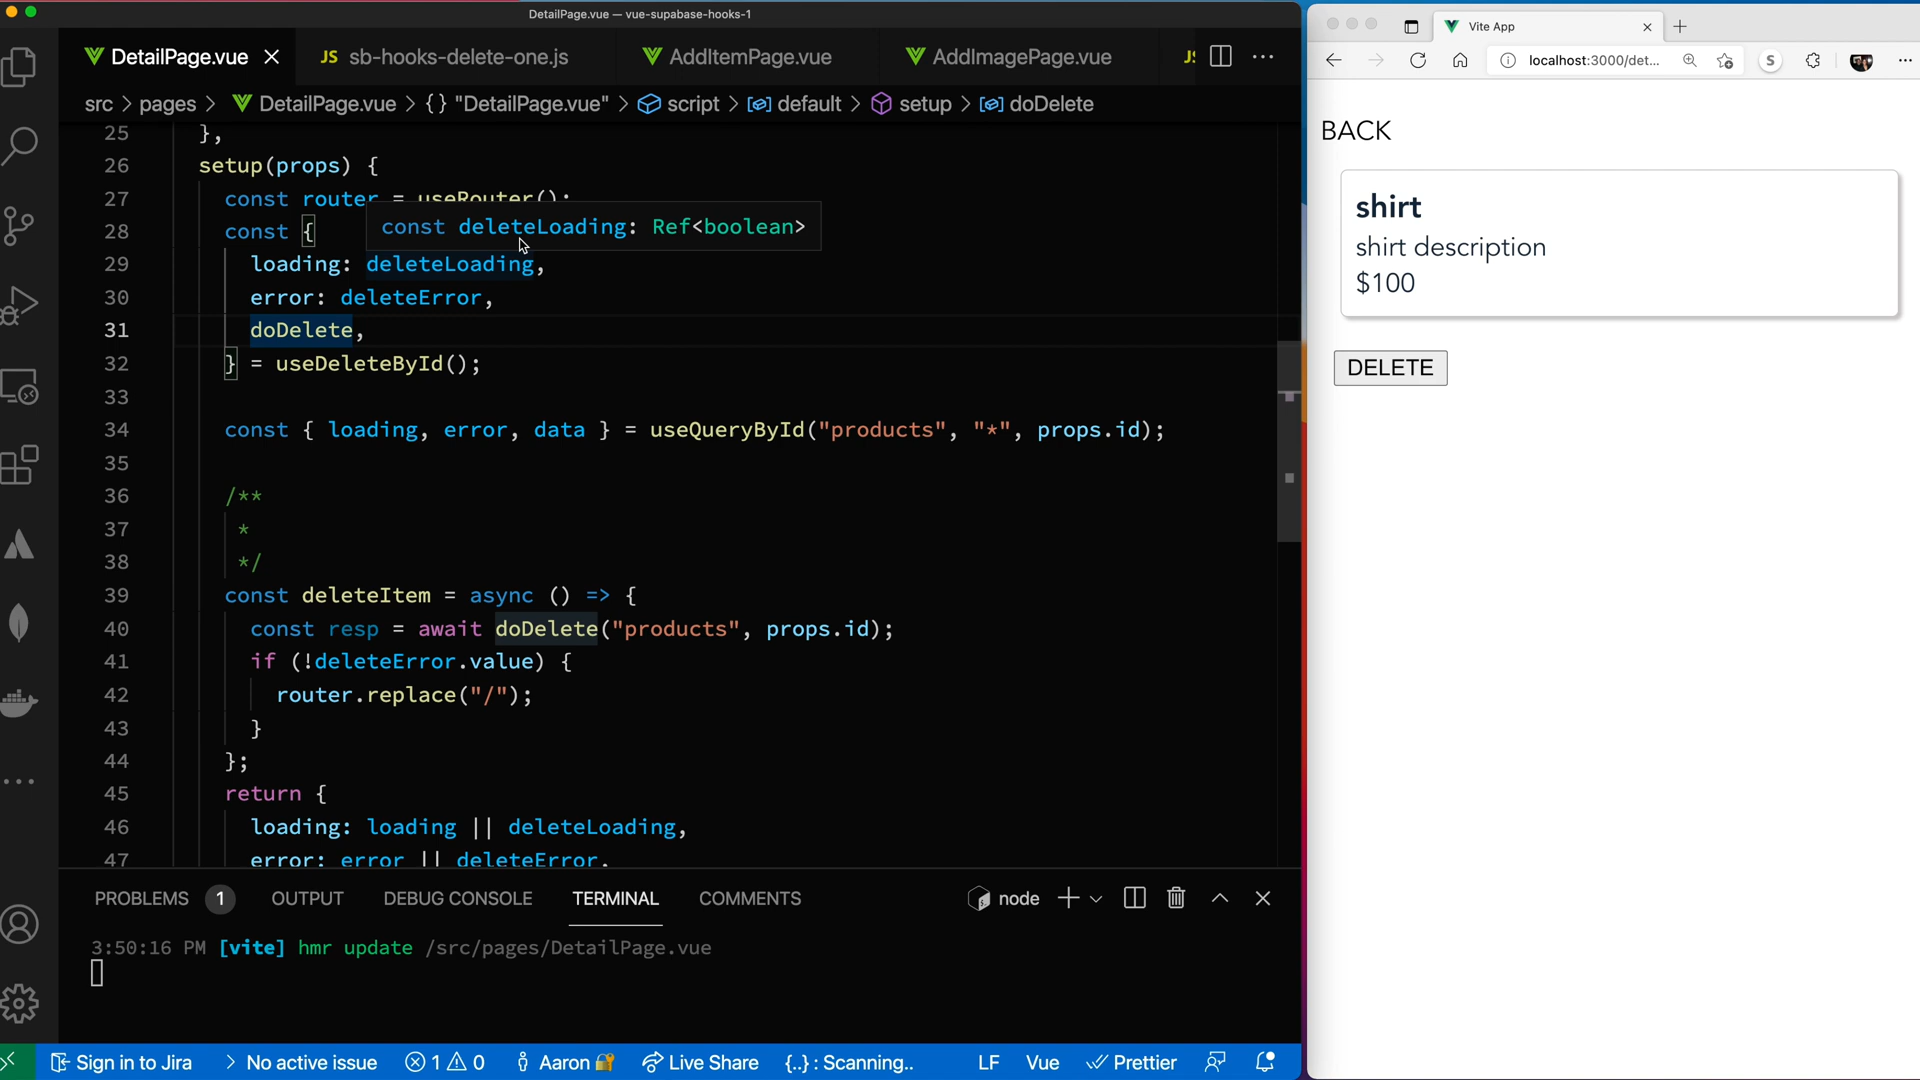 DetailPage.vue — vue-supabase-hooks-1
DetailPage.vue
JS sb-hooks-delete-one.js
AddItemPage.vue
AddImagePage.vue
src > pages > DetailPage.vue > {} "DetailPage.vue" > script > default > setup > doDelete
25 },
26 setup(props) {
27 const router = useRouter();
const deleteLoading: Ref<boolean>
28 const {
29 loading: deleteLoading,
30 error: deleteError,
31 doDelete,
32 } = useDeleteById();
33
34 const { loading, error, data } = useQueryById("products", "*", props.id);
35
36 /**
37 *
38 */
39 const deleteItem = async () => {
40 const resp = await doDelete("products", props.id);
41 if (!deleteError.value) {
42 router.replace("/");
43 }
44 };
45 return {
46 loading: loading || deleteLoading,
47 error: error || deleteError,
PROBLEMS 1 OUTPUT DEBUG CONSOLE TERMINAL COMMENTS node
3:50:16 PM [vite] hmr update /src/pages/DetailPage.vue
Sign in to Jira > No active issue 1 0 Aaron Live Share {..} : Scanning.. LF Vue Prettier
Vite App
localhost:3000/det...
S
BACK
shirt
shirt description
$100
DELETE